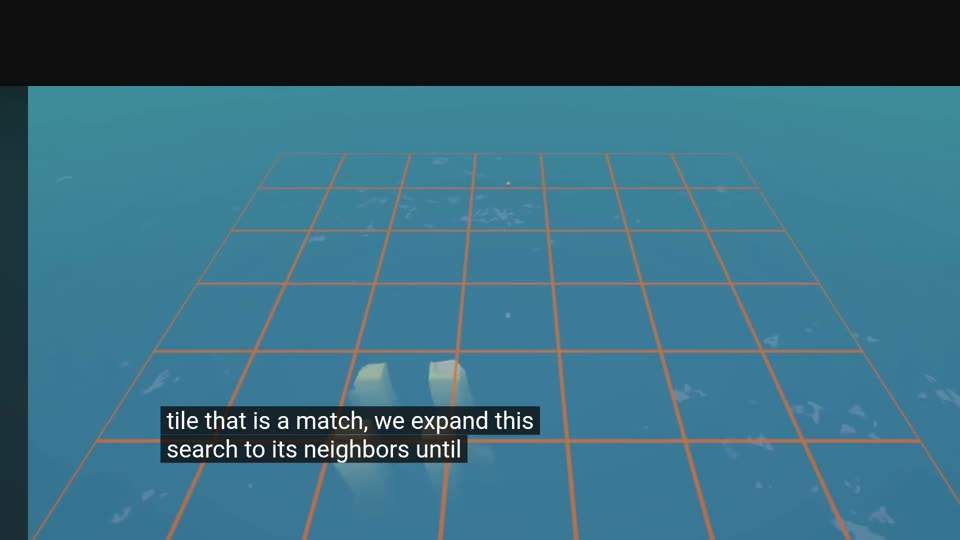 tile that is a match, we expand this
search to its neighbors until